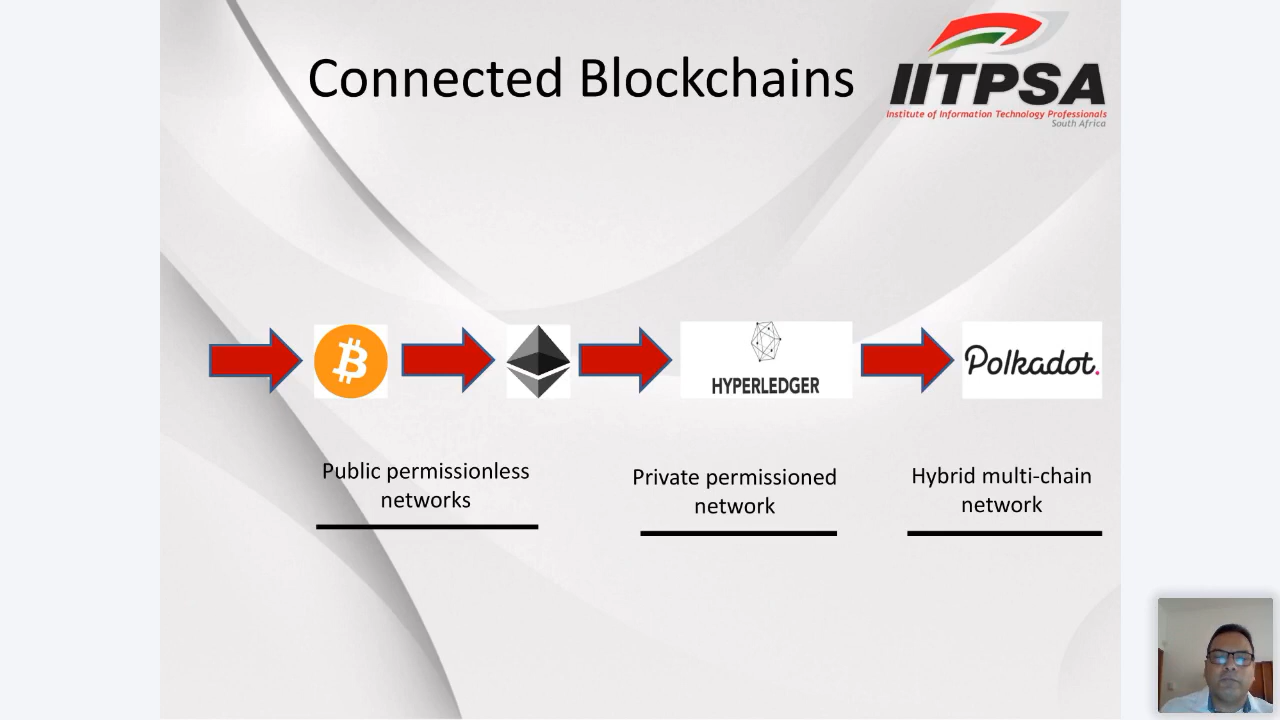 Connected Blockchains
IITPSA
Institute of Information Technology Professionals
South Africa
HYPERLEDGER
Polkadot.
Public permissionless
networks
Private permissioned
network
Hybrid multi-chain
network